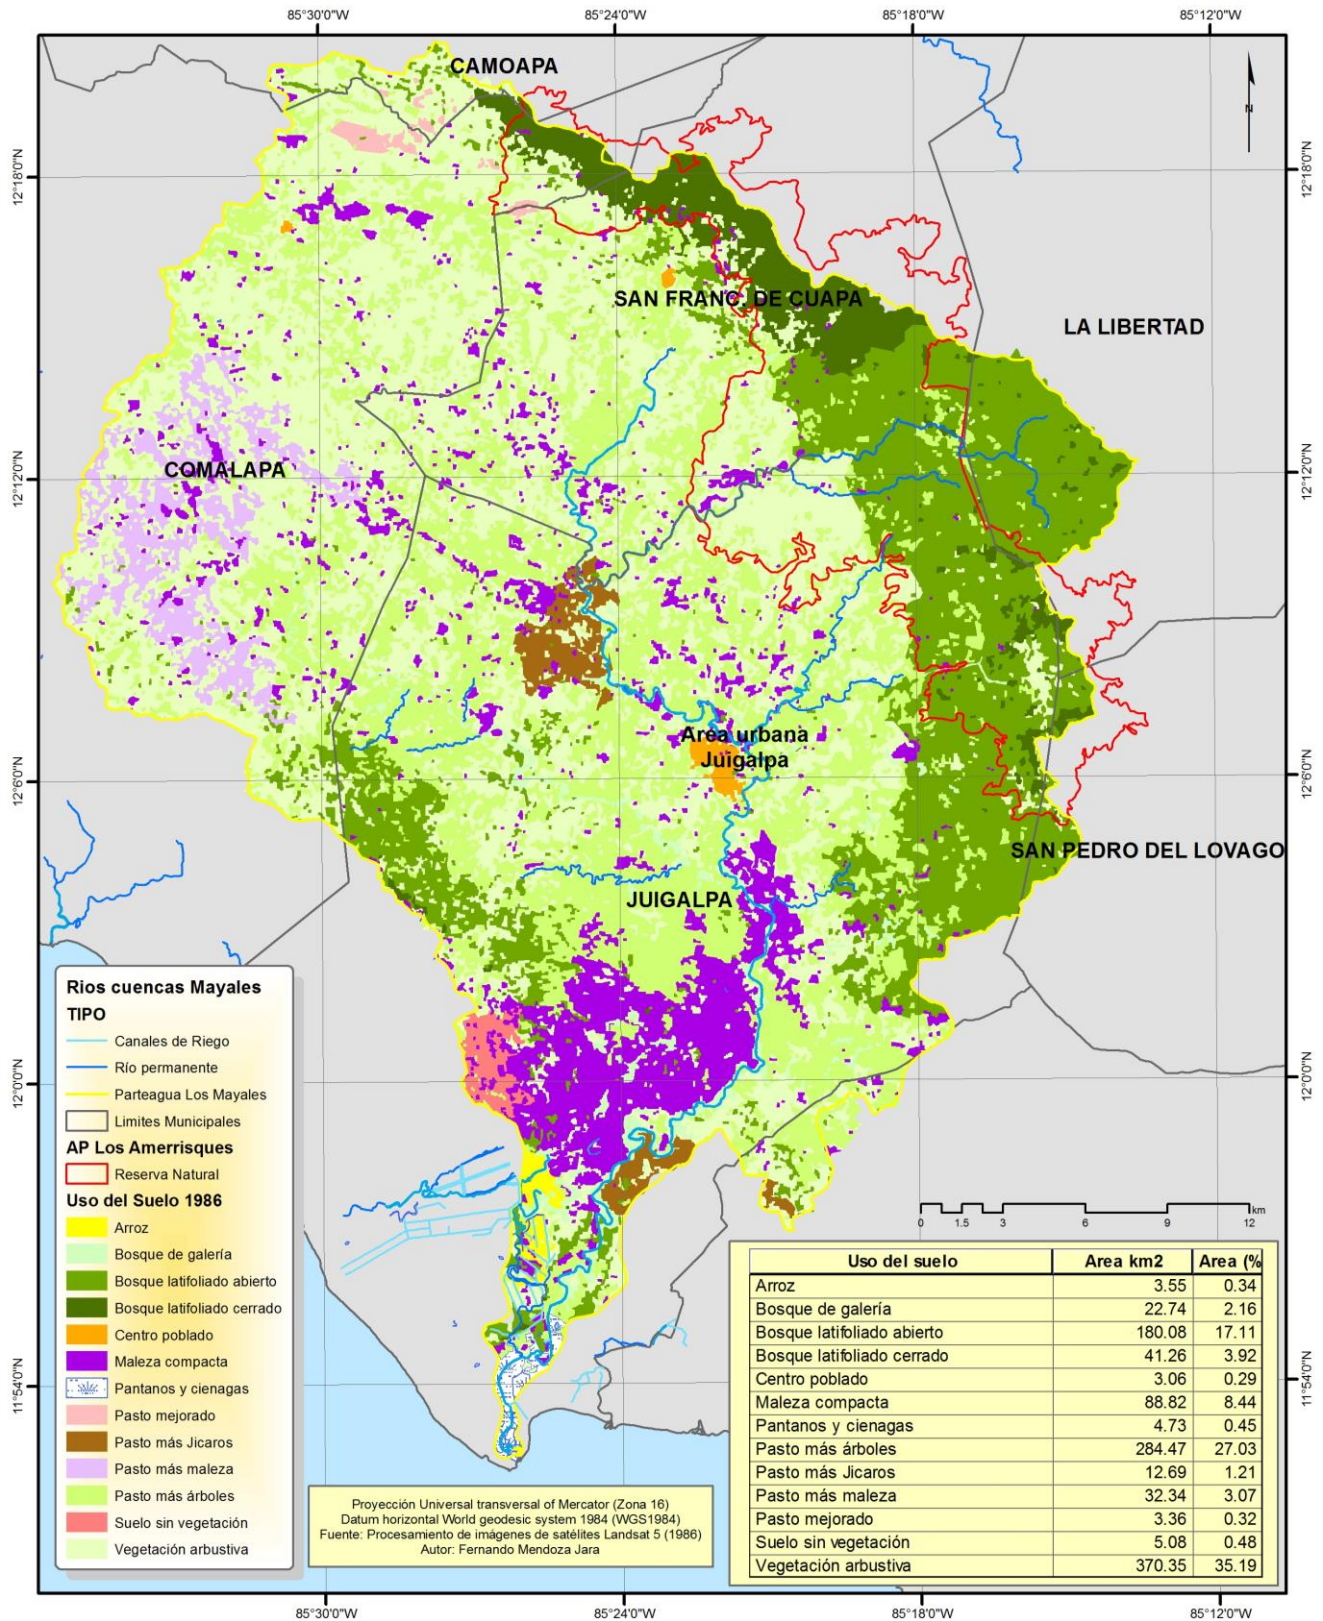 85°30'0"W
85°24'0"W
85°18'0"W
85°12'0"W
CAMOAPA
N
12°18'0"N
12°18'0"N
SAN FRANC. DE CUAPA
LA LIBERTAD
COMALAPA
12°12'0"N
12°12'0"N
Area urbana
Juigalpa
12°6'0"N
12°6'0"N
SAN PEDRO DEL LOVAGO
JUIGALPA
Rios cuencas Mayales
TIPO
Canales de Riego
Río permanente
Parteagua Los Mayales
Limites Municipales
AP Los Amerrisques
Reserva Natural
Uso del Suelo 1986
Arroz
Bosque de galería
Bosque latifoliado abierto
Bosque latifoliado cerrado
Centro poblado
Maleza compacta
Pantanos y cienagas
Pasto mejorado
Pasto más Jicaros
Pasto más maleza
Pasto más árboles
Suelo sin vegetación
Vegetación arbustiva
12°0'0"N
12°0'0"N
0 1.5 3 6 9 12 km
Uso del suelo Area km2 Area (%
Arroz 3.55 0.34
Bosque de galería 22.74 2.16
Bosque latifoliado abierto 180.08 17.11
Bosque latifoliado cerrado 41.26 3.92
Centro poblado 3.06 0.29
Maleza compacta 88.82 8.44
Pantanos y cienagas 4.73 0.45
Pasto más árboles 284.47 27.03
Pasto más Jicaros 12.69 1.21
Pasto más maleza 32.34 3.07
Pasto mejorado 3.36 0.32
Suelo sin vegetación 5.08 0.48
Vegetación arbustiva 370.35 35.19
11°54'0"N
11°54'0"N
Proyección Universal transversal of Mercator (Zona 16)
Datum horizontal World geodesic system 1984 (WGS1984)
Fuente: Procesamiento de imágenes de satélites Landsat 5 (1986)
Autor: Fernando Mendoza Jara
85°30'0"W
85°24'0"W
85°18'0"W
85°12'0"W